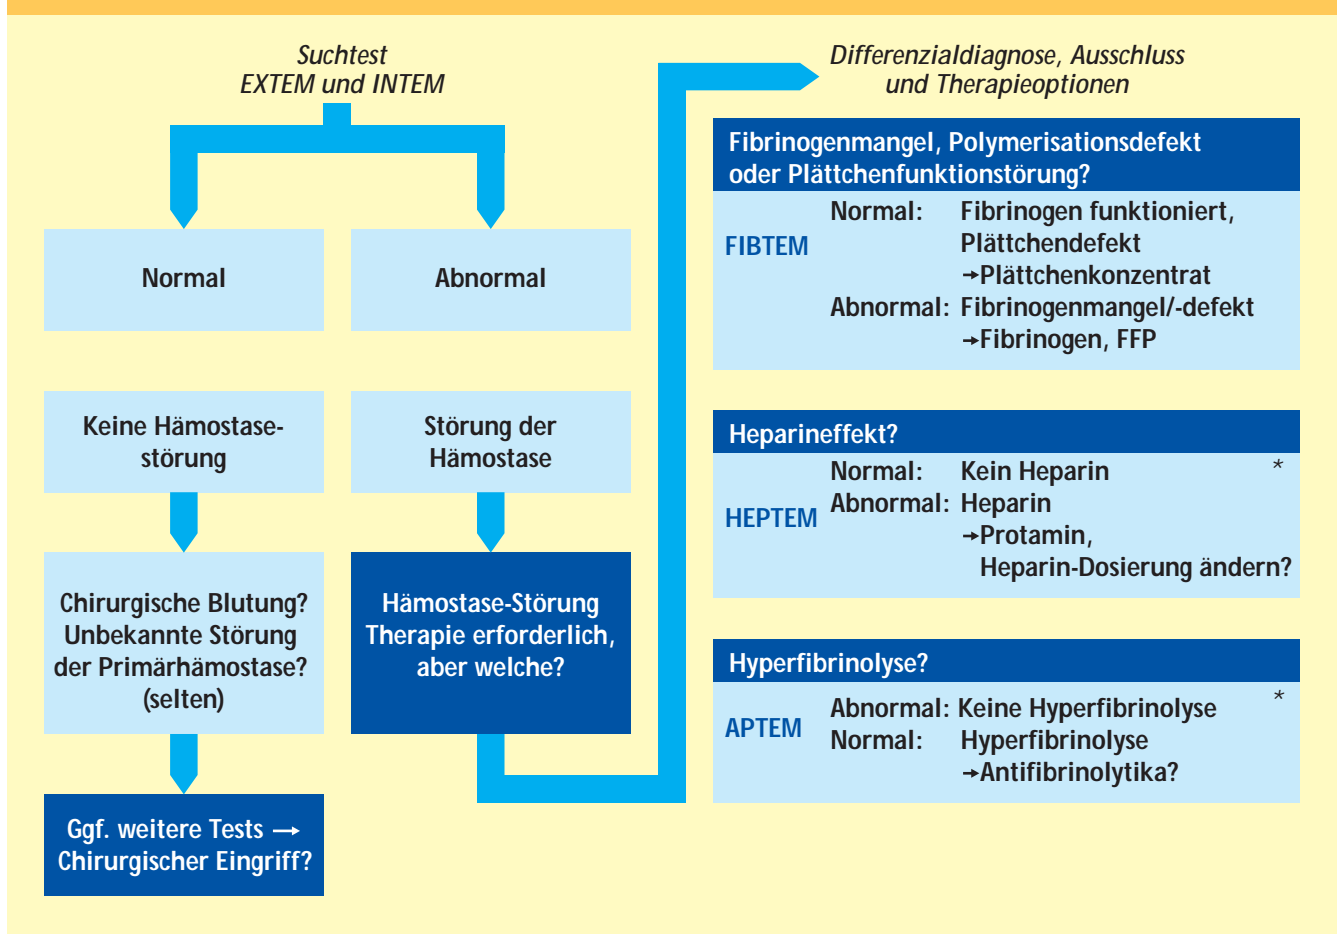 Suchtest
EXTEM und INTEM
Normal
Abnormal
Keine Hämostase-
störung
Störung der
Hämostase
Chirurgische Blutung?
Unbekannte Störung
der Primärhämostase?
(selten)
Hämostase-Störung
Therapie erforderlich,
aber welche?
Ggf. weitere Tests →
Chirurgischer Eingriff?
Differenzialdiagnose, Ausschluss
und Therapieoptionen
Fibrinogenmangel, Polymerisationsdefekt
oder Plättchenfunktionstörung?
FIBTEM
Normal: Fibrinogen funktioniert,
Plättchendefekt
→Plättchenkonzentrat
Abnormal: Fibrinogenmangel/-defekt
→Fibrinogen, FFP
Heparineffekt?
HEPTEM
Normal: Kein Heparin *
Abnormal: Heparin
→Protamin,
Heparin-Dosierung ändern?
Hyperfibrinolyse?
APTEM
Abnormal: Keine Hyperfibrinolyse *
Normal: Hyperfibrinolyse
→Antifibrinolytika?